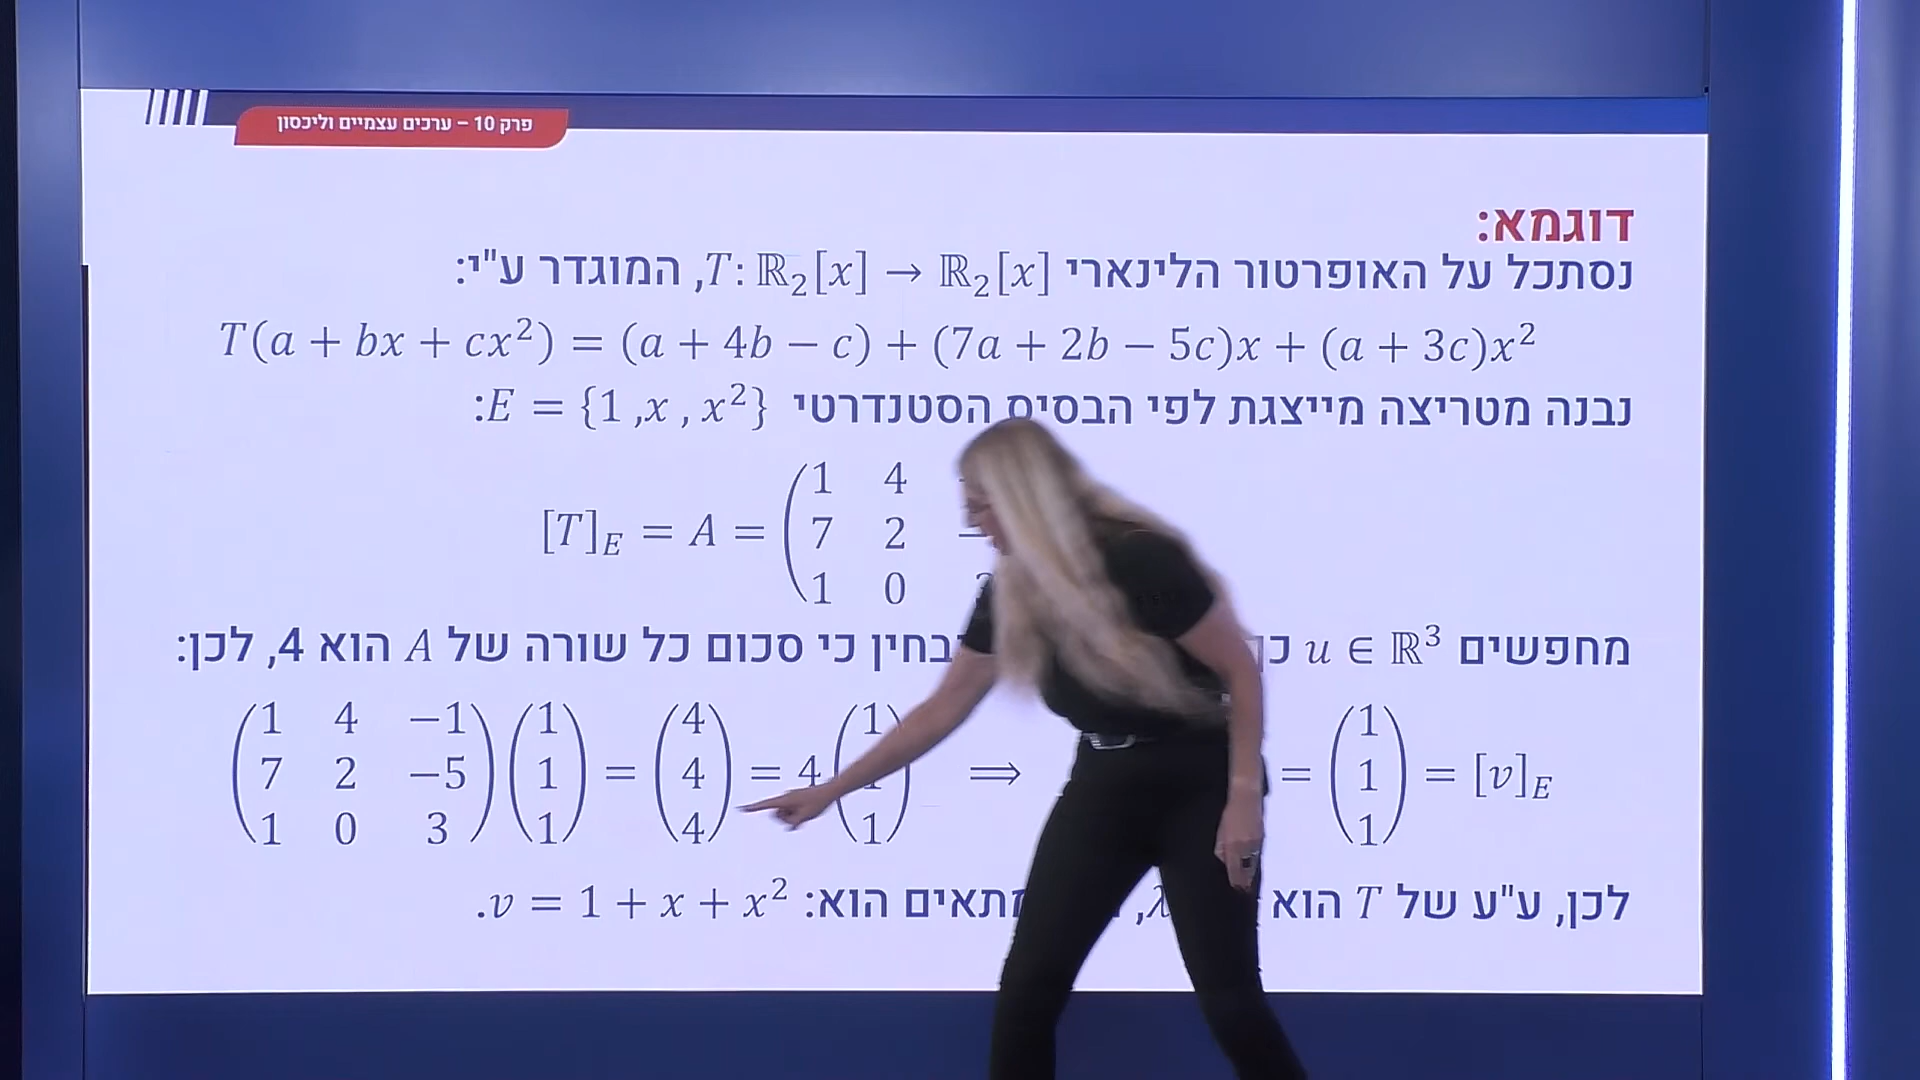 פרק 10 – ערכים עצמיים וליכסון
דוגמא:
נסתכל על האופרטור הלינארי T: ℝ₂[x] → ℝ₂[x], המוגדר ע"י:
T(a + bx + cx²) = (a + 4b − c) + (7a + 2b − 5c)x + (a + 3c)x²
נבנה מטריצה מייצגת לפי הבסיס הסטנדרטי E = {1 ,x , x²}:
1 4
[T]_E = A = 7 2 −
1 0 3
מחפשים u ∈ ℝ³ כי סכום כל שורה של A הוא 4, לכן:
1 4 −1 1 4 1 1
7 2 −5 1 = 4 = 4 ⟹ = 1 = [v]_E
1 0 3 1 4 1 1
לכן, ע"ע של T הוא λ, הוא: v = 1 + x + x².